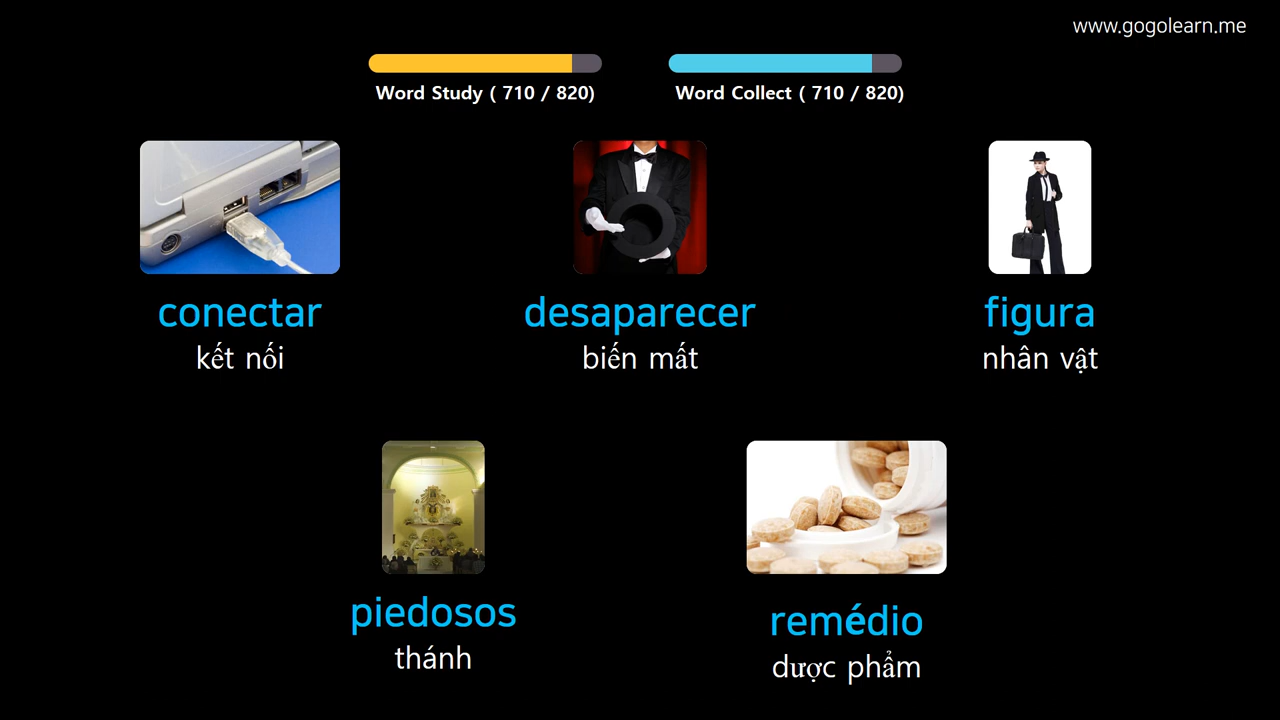 www.gogolearn.me
Word Study ( 710 / 820)
Word Collect ( 710 / 820)
conectar
kết nối
desaparecer
biến mất
figura
nhân vật
piedosos
thánh
remédio
dược phẩm